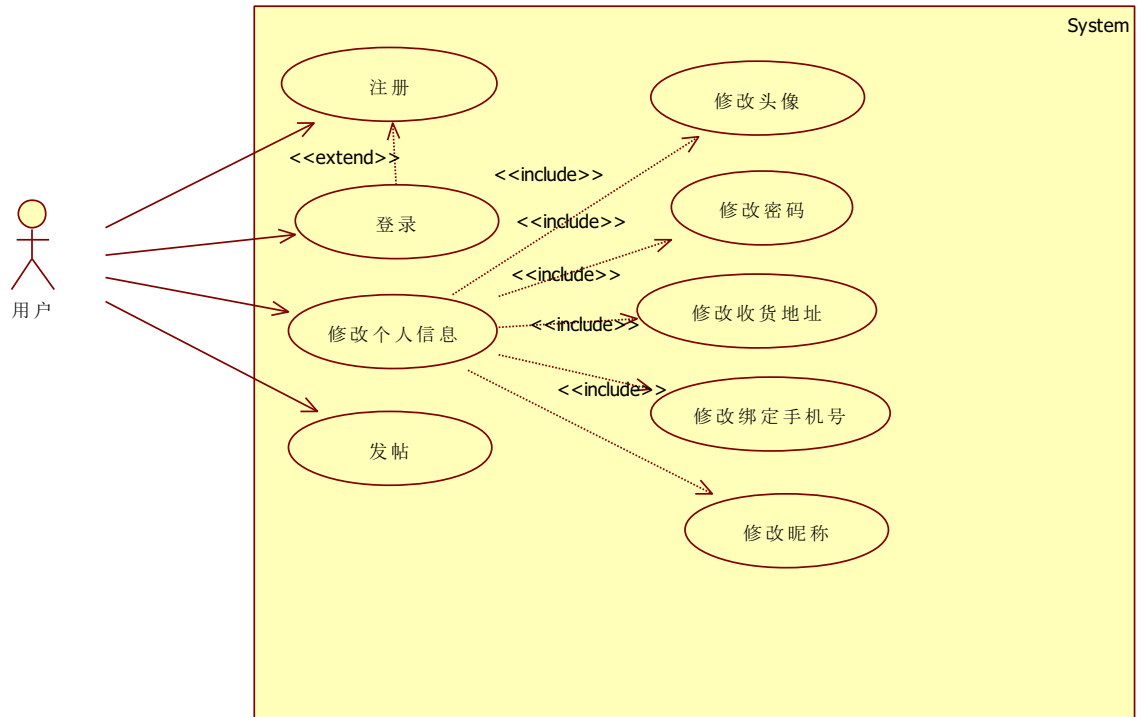 System
注册
修改头像
<<extend>>
<<include>>
修改密码
登录
<<include>>
<<include>>
用户
修改个人信息
<<include>>
修改收货地址
<<include>>
修改绑定手机号
发帖
修改昵称